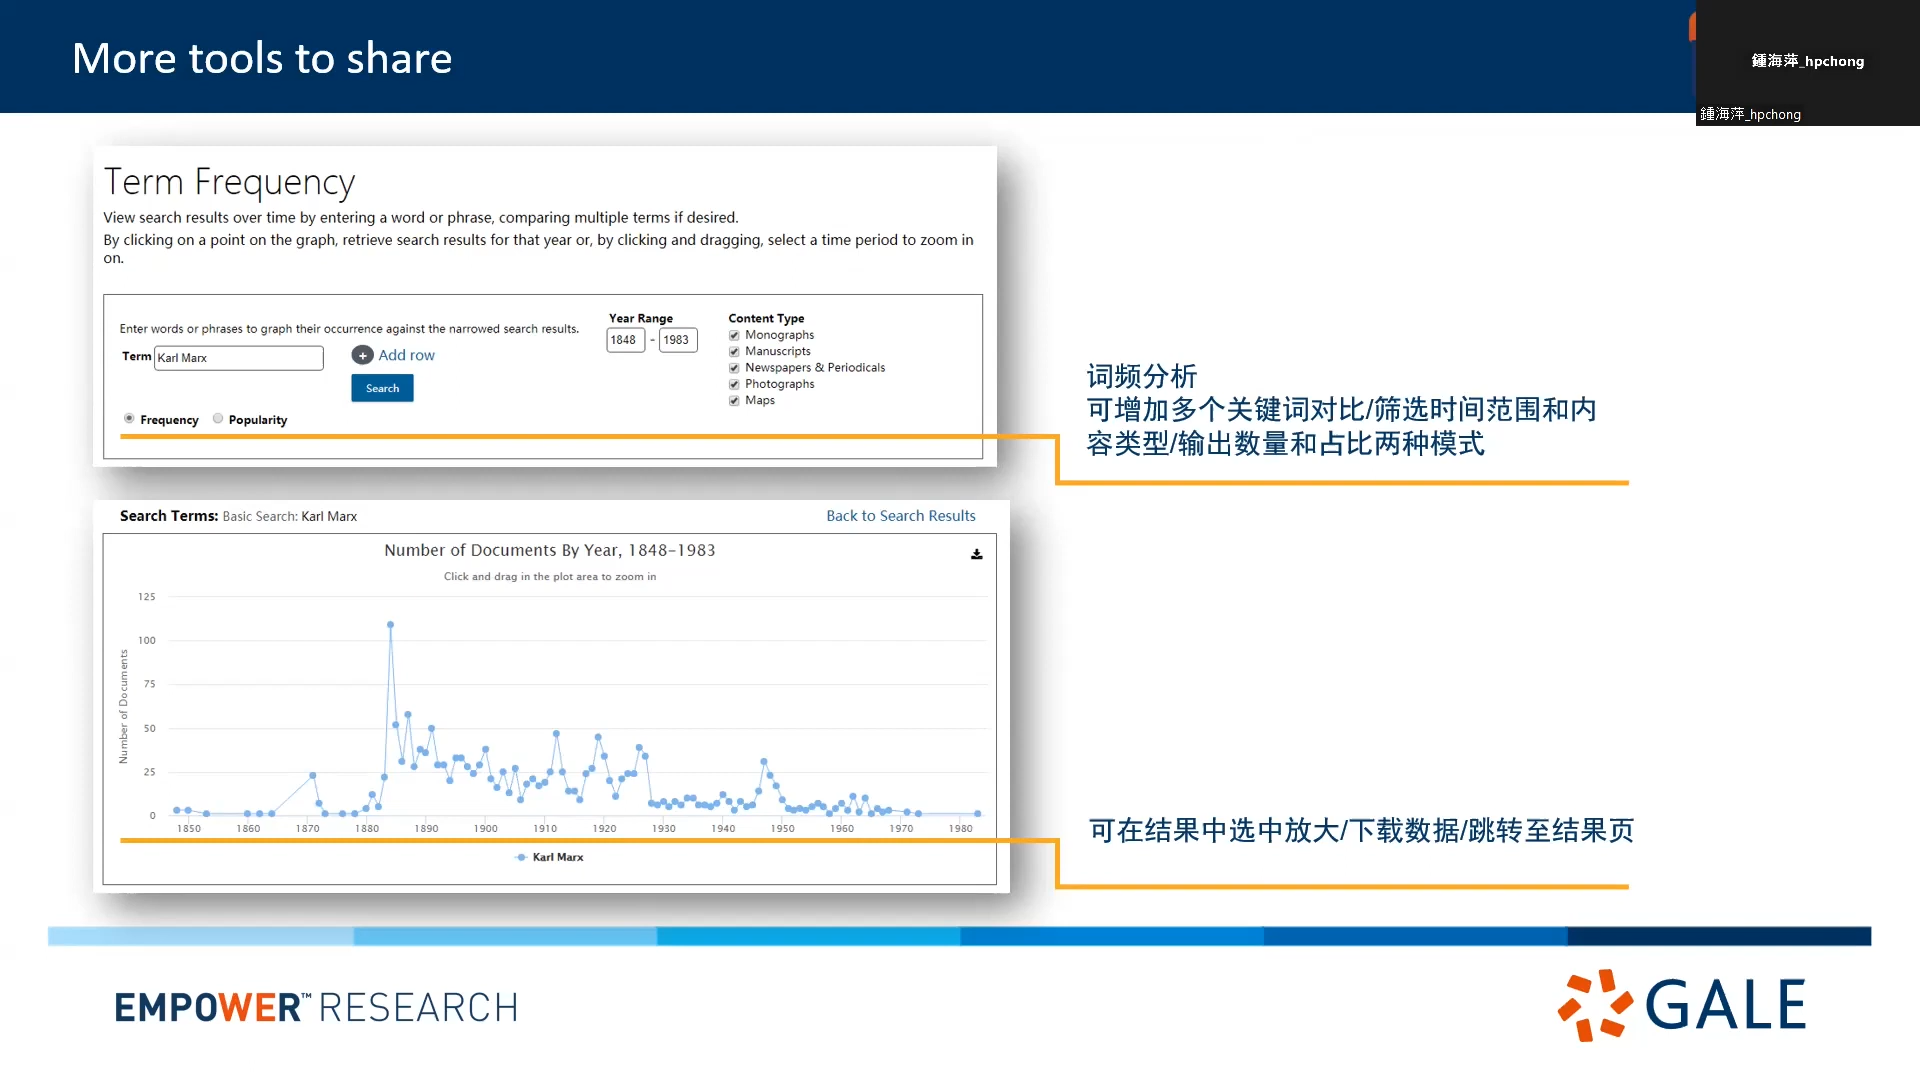 More tools to share
鍾海萍_hpchong
鍾海萍_hpchong
Term Frequency
View search results over time by entering a word or phrase, comparing multiple terms if desired.
By clicking on a point on the graph, retrieve search results for that year or, by clicking and dragging, select a time period to zoom in
on.
Enter words or phrases to graph their occurrence against the narrowed search results.
Term Karl Marx
+ Add row
Search
Frequency Popularity
Year Range
1848 - 1983
Content Type
Monographs
Manuscripts
Newspapers & Periodicals
Photographs
Maps
词频分析
可增加多个关键词对比/筛选时间范围和内
容类型/输出数量和占比两种模式
Search Terms: Basic Search: Karl Marx
Back to Search Results
Number of Documents By Year, 1848-1983
Click and drag in the plot area to zoom in
Number of Documents
125
100
75
50
25
0
1850 1860 1870 1880 1890 1900 1910 1920 1930 1940 1950 1960 1970 1980
Karl Marx
可在结果中选中放大/下载数据/跳转至结果页
EMPOWER™ RESEARCH
GALE